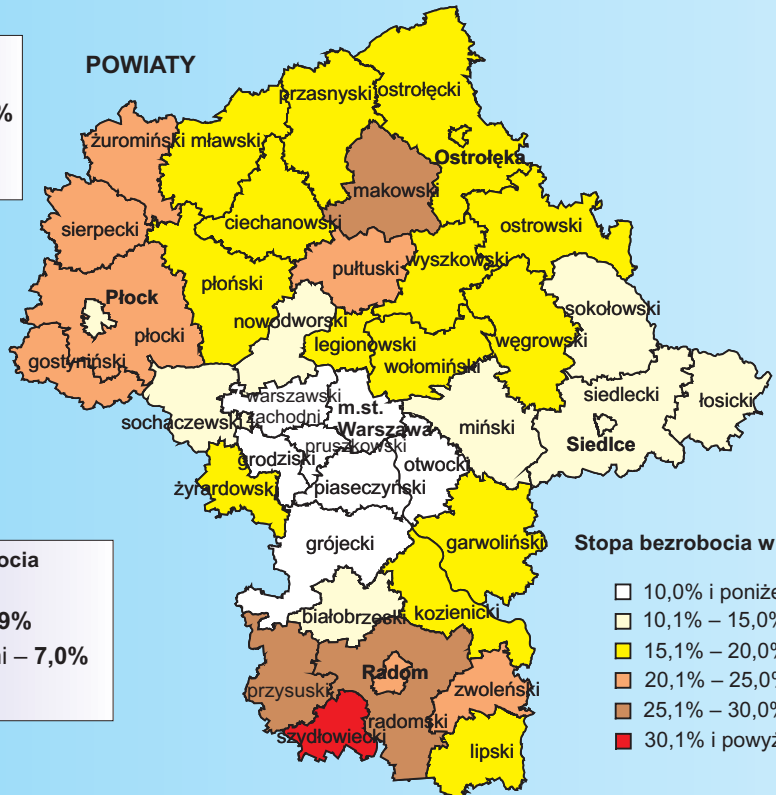 POWIATY
%
przasnyski
ostrołęcki
żuromiński
mławski
Ostrołęka
makowski
sierpecki
ciechanowski
ostrowski
pułtuski
wyszkowski
płoński
Płock
sokołowski
płocki
nowodworski
legionowski
węgrowski
gostyniński
wołomiński
siedlecki
łosicki
warszawski
zachodni
m.st.
Warszawa
sochaczewski
miński
Siedlce
pruszkowski
grodziski
otwocki
żyrardowski
piaseczyński
grójecki
garwoliński
Stopa bezrobocia w
ocia
10,0% i poniże
białobrzeski
kozienicki
10,1% – 15,0%
9%
15,1% – 20,0%
ni – 7,0%
Radom
20,1% – 25,0%
przysuski
zwoleński
25,1% – 30,0%
szydłowiecki
radomski
30,1% i powyż
lipski